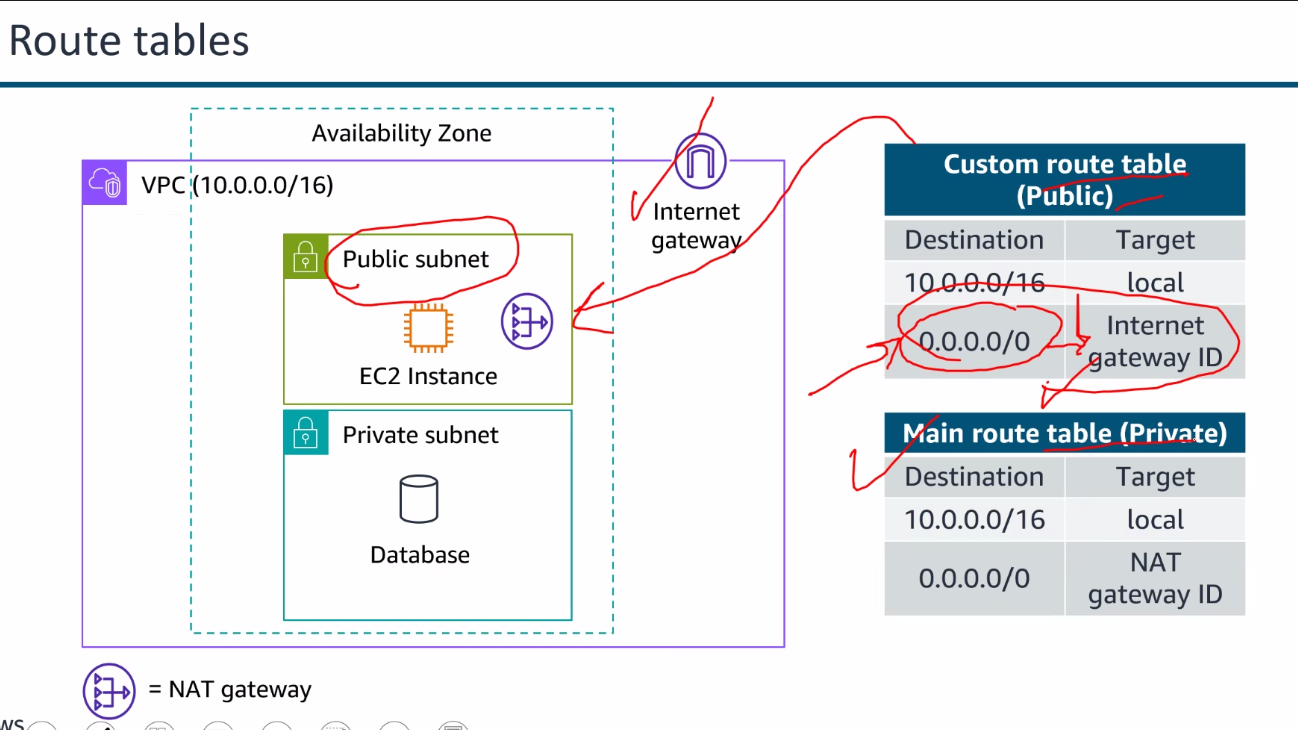 Route tables
Availability Zone
VPC (10.0.0.0/16)
Internet
gateway
Public subnet
EC2 Instance
Private subnet
Database
= NAT gateway
Custom route table
(Public)
Destination Target
10.0.0.0/16 local
0.0.0.0/0 Internet
gateway ID
Main route table (Private)
Destination Target
10.0.0.0/16 local
0.0.0.0/0 NAT
gateway ID